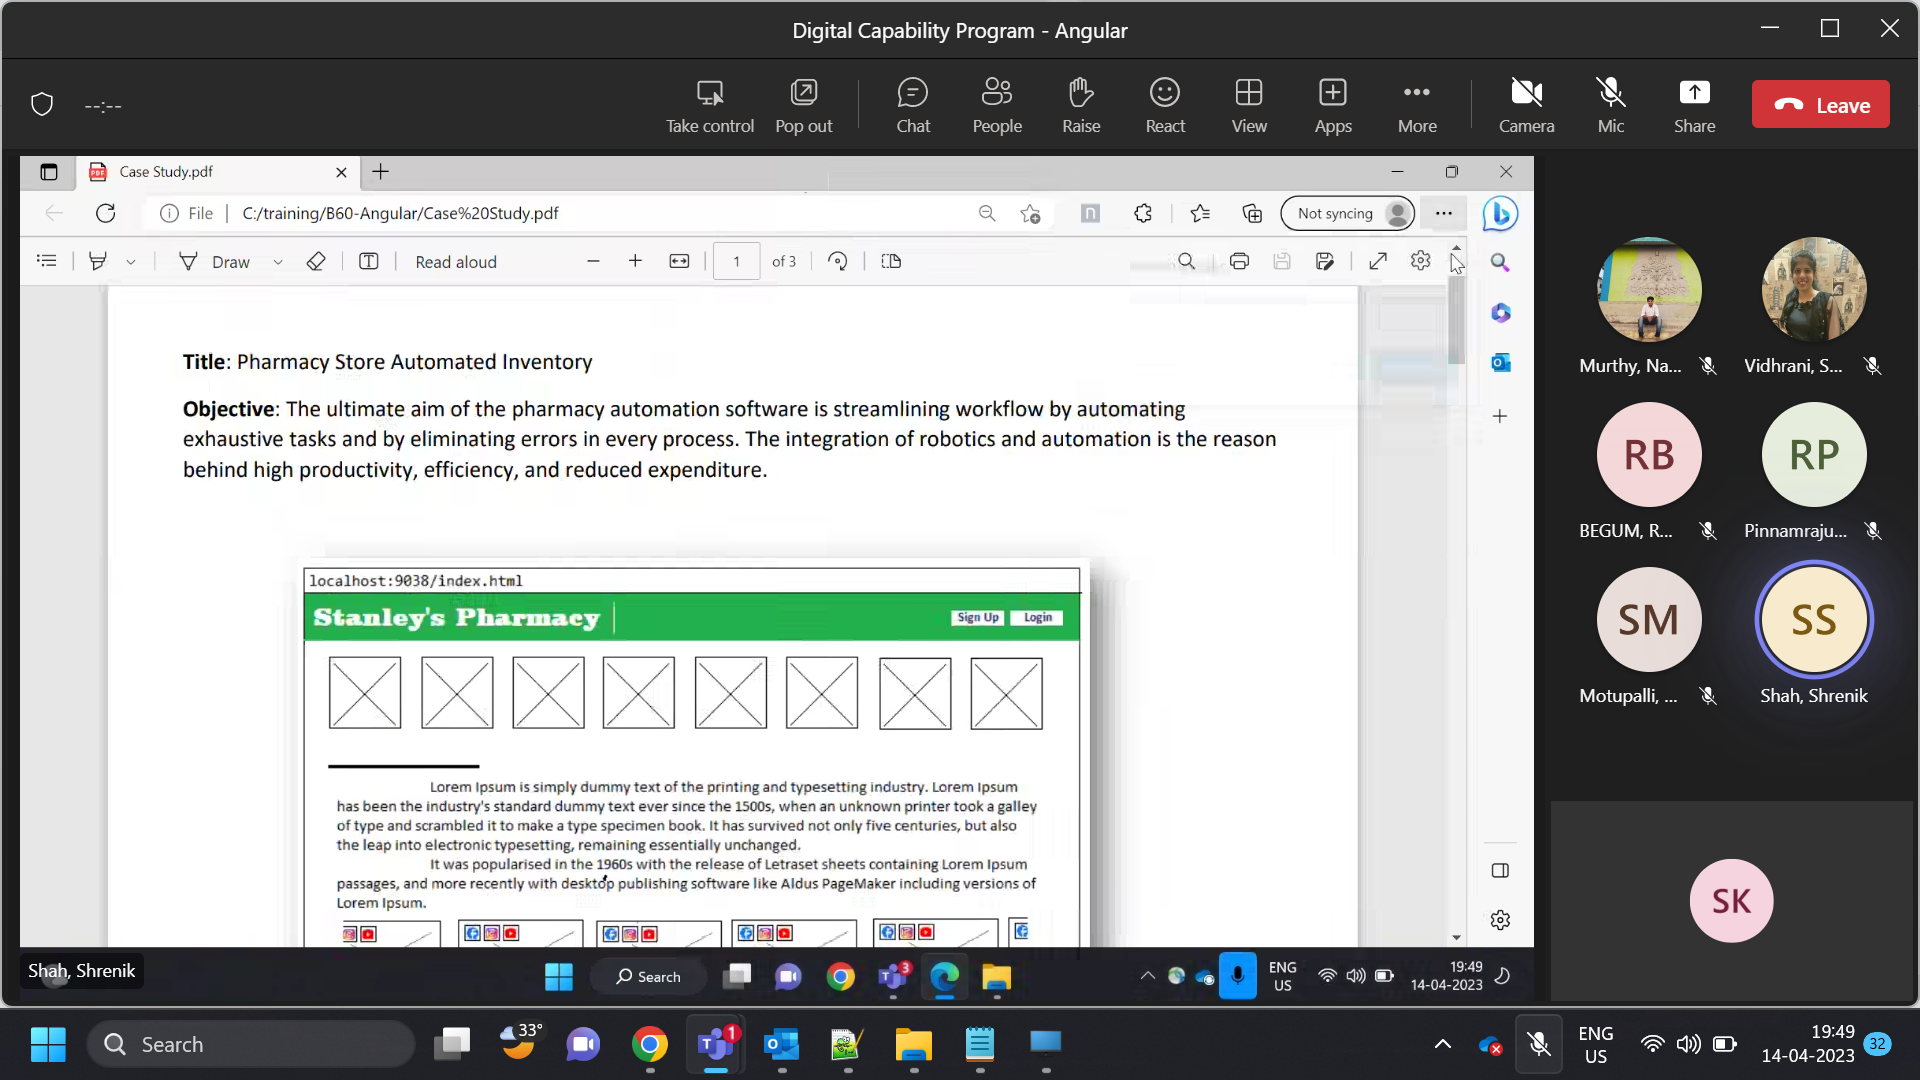 Digital Capability Program - Angular
--:--
Take control
Pop out
Chat
People
Raise
React
View
Apps
More
Camera
Mic
Share
Leave
Case Study.pdf
File
C:/training/B60-Angular/Case%20Study.pdf
Not syncing
Draw
Read aloud
1
of 3
Title: Pharmacy Store Automated Inventory
Objective: The ultimate aim of the pharmacy automation software is streamlining workflow by automating
exhaustive tasks and by eliminating errors in every process. The integration of robotics and automation is the reason
behind high productivity, efficiency, and reduced expenditure.
localhost:9038/index.html
Stanley's Pharmacy
Sign Up
Login
Lorem Ipsum is simply dummy text of the printing and typesetting industry. Lorem Ipsum
has been the industry's standard dummy text ever since the 1500s, when an unknown printer took a galley
of type and scrambled it to make a type specimen book. It has survived not only five centuries, but also
the leap into electronic typesetting, remaining essentially unchanged.
It was popularised in the 1960s with the release of Letraset sheets containing Lorem Ipsum
passages, and more recently with desktop publishing software like Aldus PageMaker including versions of
Lorem Ipsum.
Murthy, Na...
Vidhrani, S...
RB
BEGUM, R...
RP
Pinnamraju...
SM
Motupalli, ...
SS
Shah, Shrenik
SK
Shah, Shrenik
Search
3
ENG
US
19:49
14-04-2023
Search
33°
1
ENG
US
19:49
14-04-2023
32